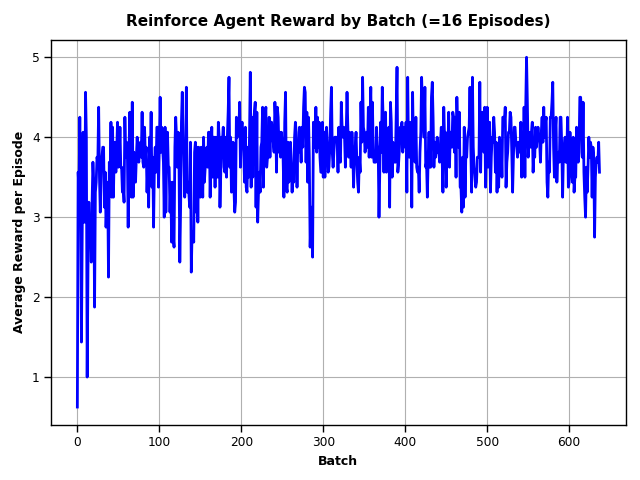 Reinforce Agent Reward by Batch (=16 Episodes)
Average Reward per Episode
5
4
3
2
1
0 100 200 300 400 500 600
Batch